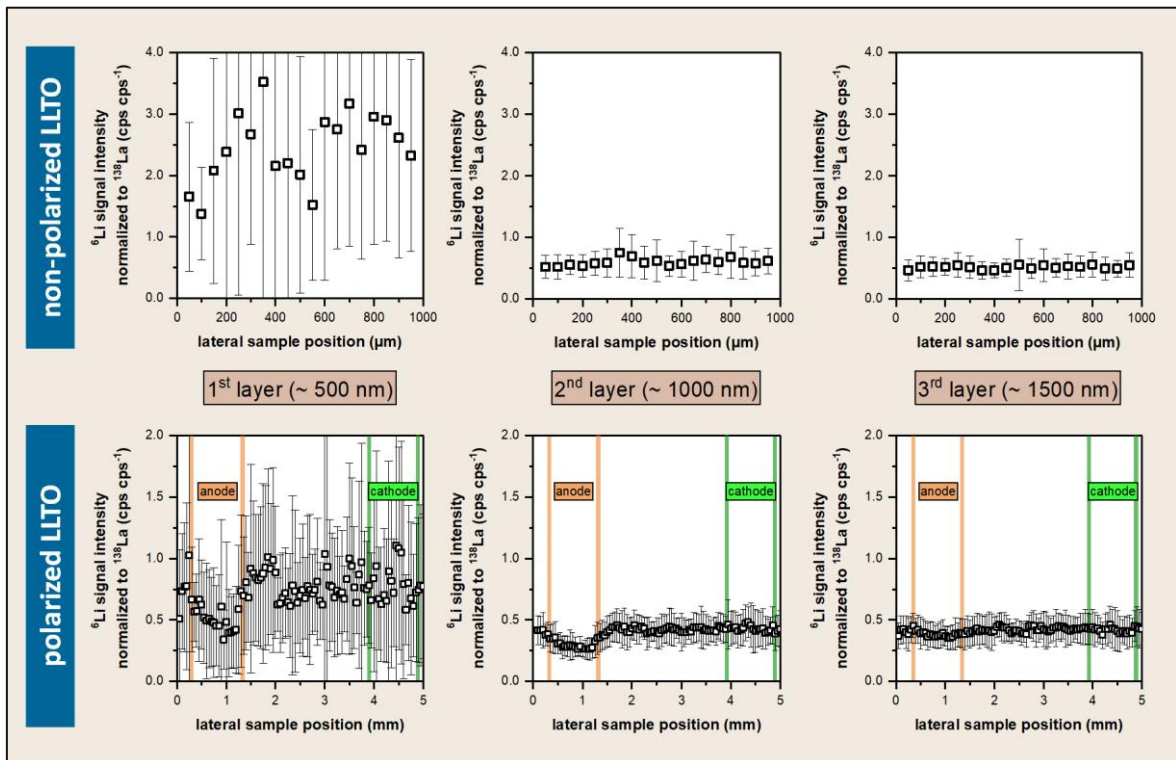 non-polarized LLTO
⁶Li signal intensity
normalized to ¹³⁸La (cps cps⁻¹)
4.0
3.0
2.0
1.0
0.0
0 200 400 600 800 1000
lateral sample position (µm)
⁶Li signal intensity
normalized to ¹³⁸La (cps cps⁻¹)
4.0
3.0
2.0
1.0
0.0
0 200 400 600 800 1000
lateral sample position (µm)
⁶Li signal intensity
normalized to ¹³⁸La (cps cps⁻¹)
4.0
3.0
2.0
1.0
0.0
0 200 400 600 800 1000
lateral sample position (µm)
1ˢᵗ layer (~ 500 nm)
2ⁿᵈ layer (~ 1000 nm)
3ʳᵈ layer (~ 1500 nm)
polarized LLTO
⁶Li signal intensity
normalized to ¹³⁸La (cps cps⁻¹)
2.0
1.5
1.0
0.5
0.0
anode
cathode
0 1 2 3 4 5
lateral sample position (mm)
⁶Li signal intensity
normalized to ¹³⁸La (cps cps⁻¹)
2.0
1.5
1.0
0.5
0.0
anode
cathode
0 1 2 3 4 5
lateral sample position (mm)
⁶Li signal intensity
normalized to ¹³⁸La (cps cps⁻¹)
2.0
1.5
1.0
0.5
0.0
anode
cathode
0 1 2 3 4 5
lateral sample position (mm)